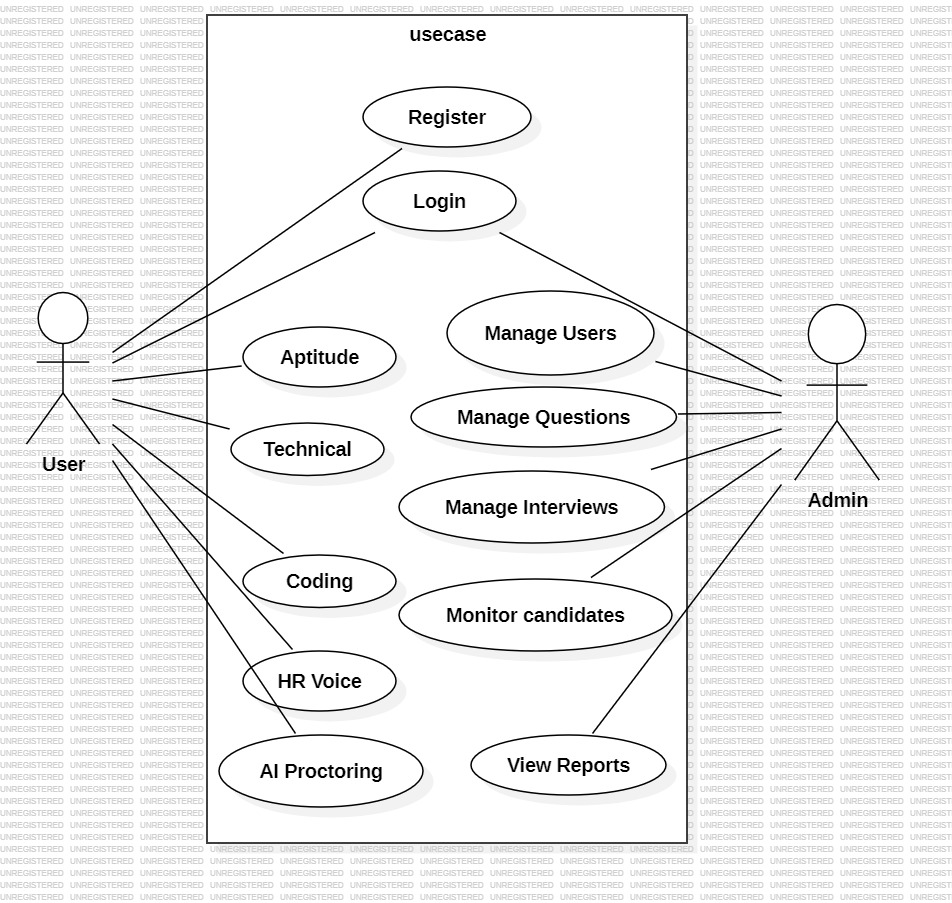 usecase
Register
Login
Manage Users
Aptitude
Manage Questions
Technical
User
Manage Interviews
Admin
Coding
Monitor candidates
HR Voice
View Reports
AI Proctoring
UNREGISTERED